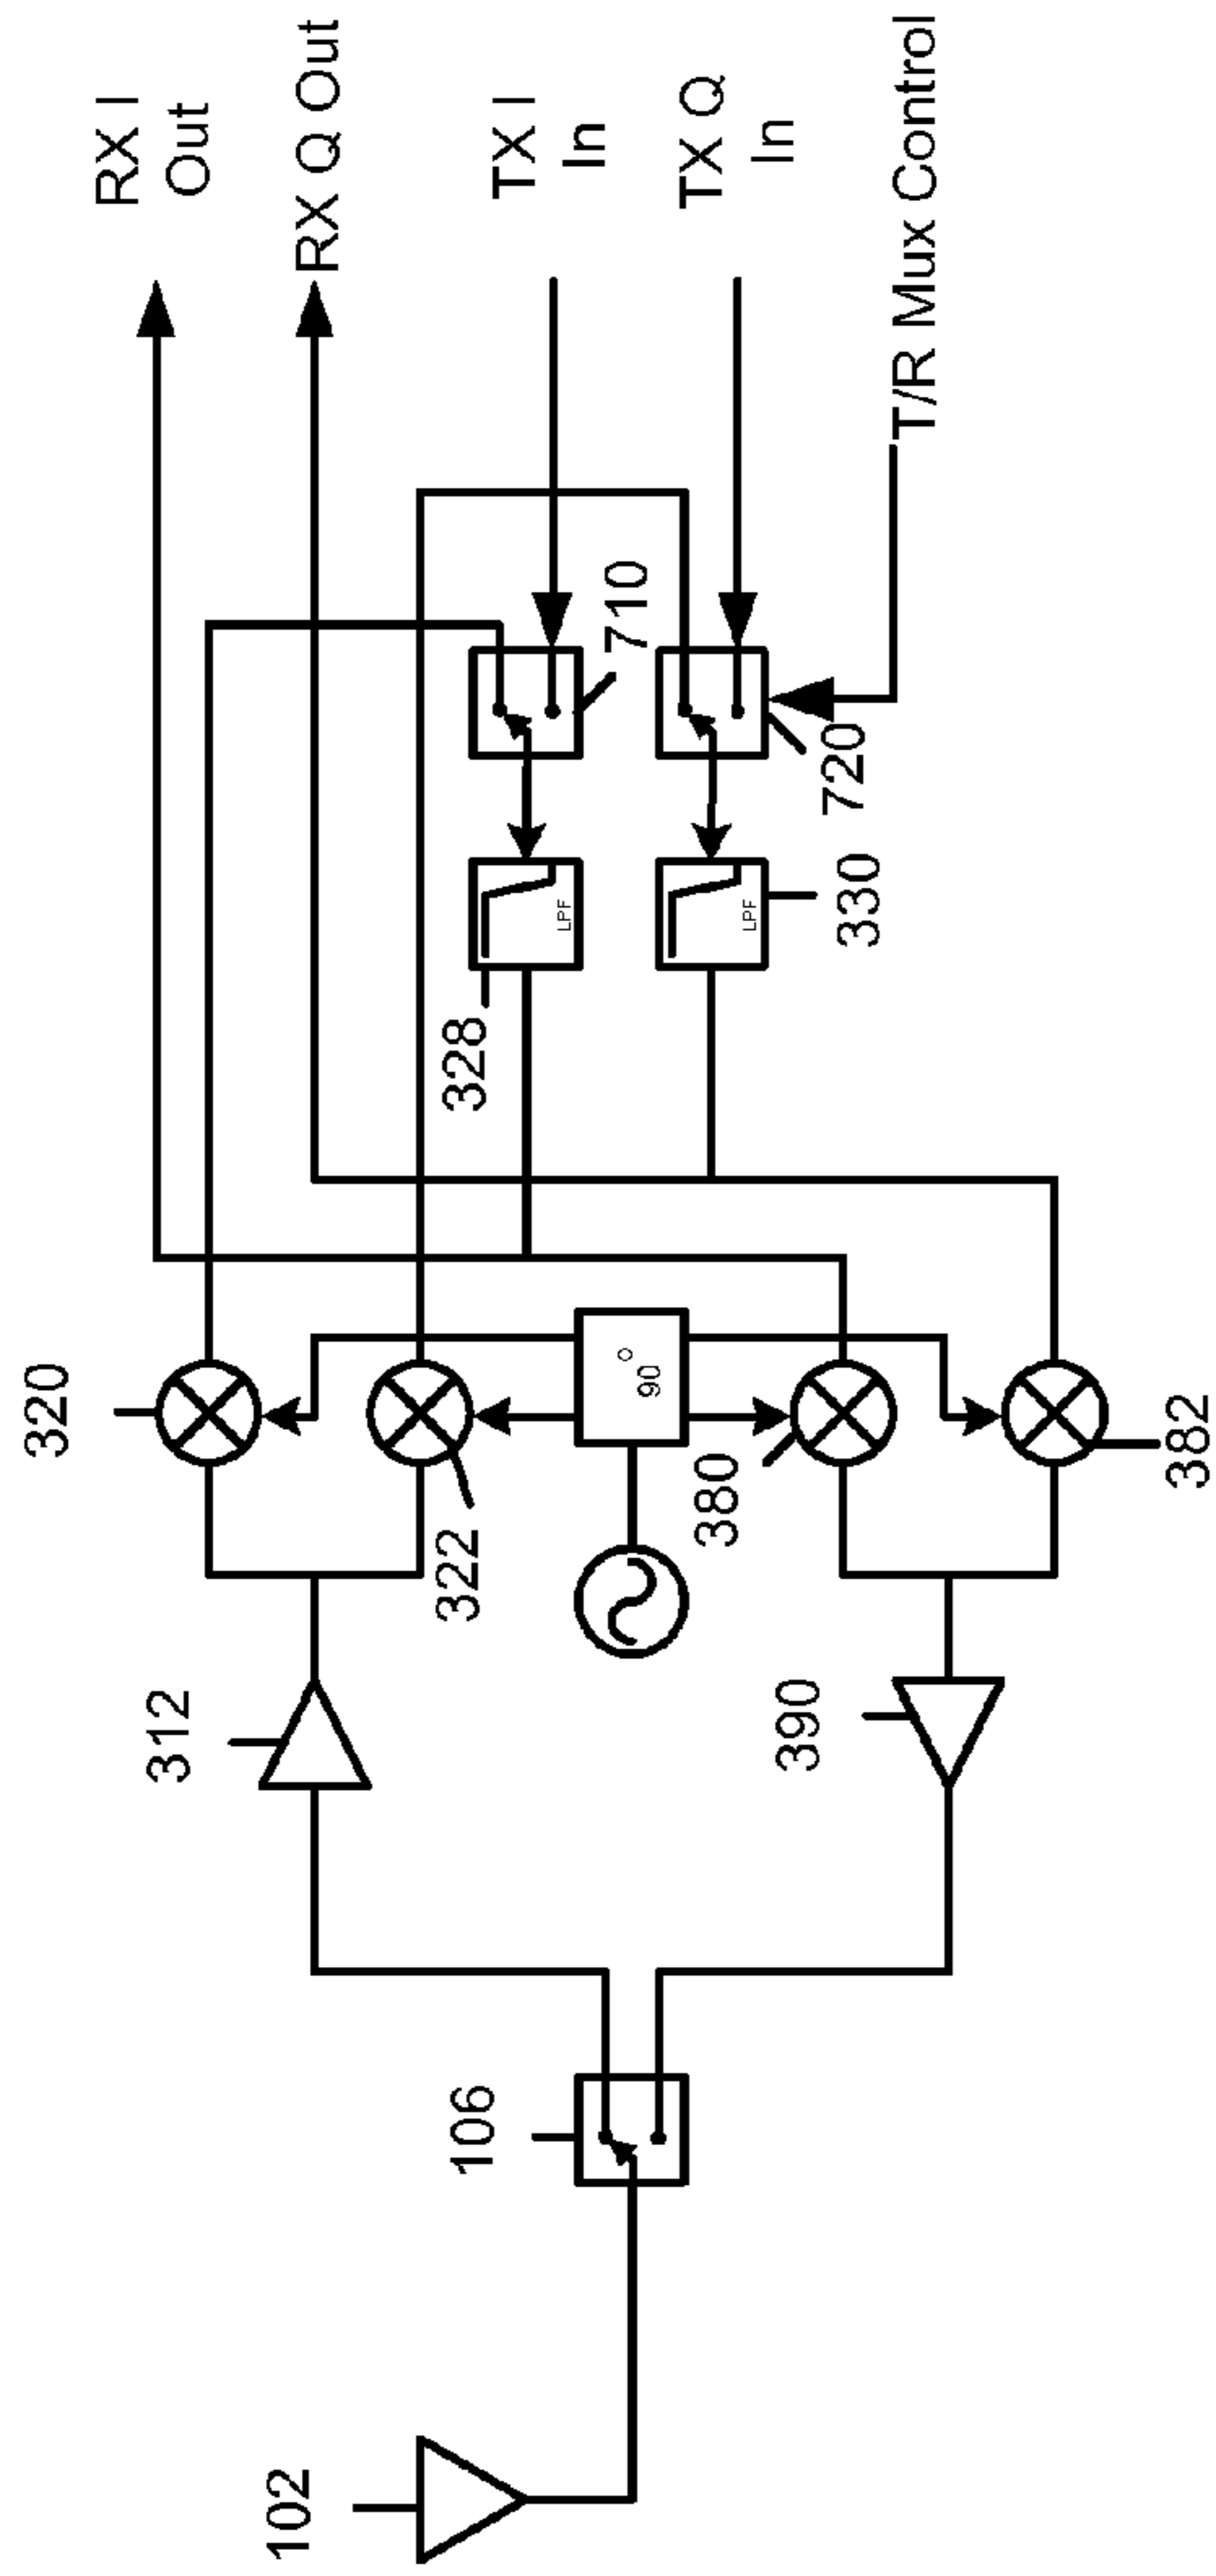 RX I
Out
RX Q Out
TX I
In
TX Q
In
T/R Mux Control
320
322
328
LPF
710
LPF
330
720
90°
380
382
312
390
106
102